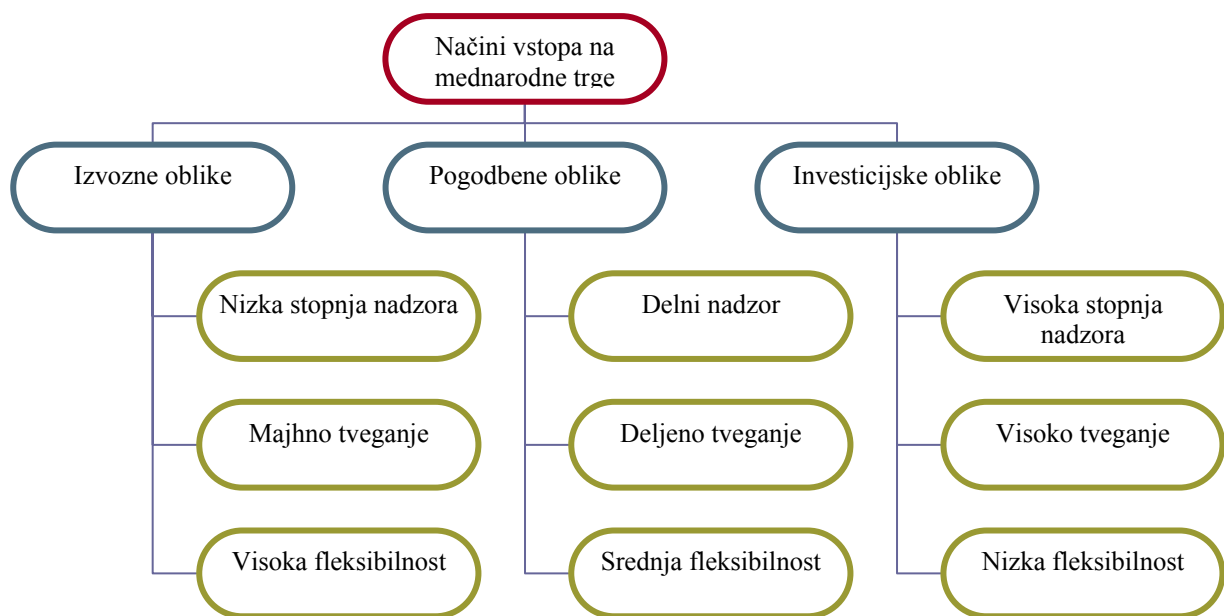 Načini vstopa na
mednarodne trge
Izvozne oblike
Pogodbene oblike
Investicijske oblike
Nizka stopnja nadzora
Delni nadzor
Visoka stopnja
nadzora
Majhno tveganje
Deljeno tveganje
Visoko tveganje
Visoka fleksibilnost
Srednja fleksibilnost
Nizka fleksibilnost